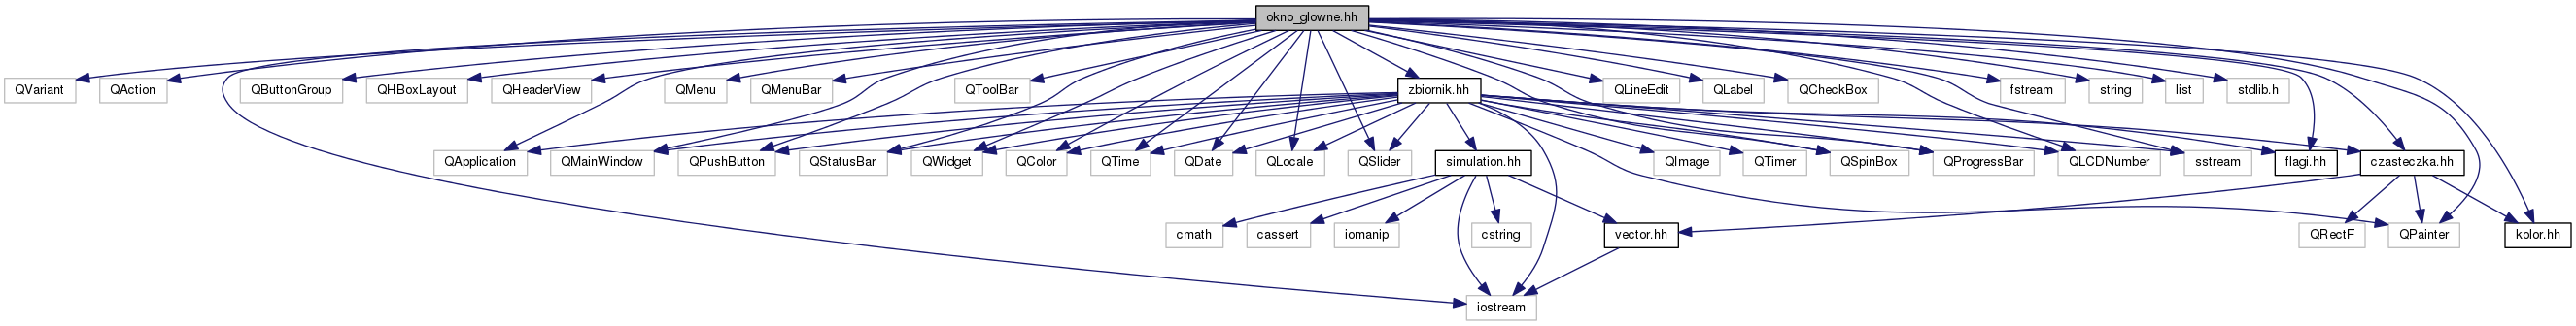 okno_glowne.hh
QVariant
QAction
QButtonGroup
QHBoxLayout
QHeaderView
QMenu
QMenuBar
QToolBar
zbiornik.hh
QLineEdit
QLabel
QCheckBox
fstream
string
list
stdlib.h
QApplication
QMainWindow
QPushButton
QStatusBar
QWidget
QColor
QTime
QDate
QLocale
QSlider
simulation.hh
QImage
QTimer
QSpinBox
QProgressBar
QLCDNumber
sstream
flagi.hh
czasteczka.hh
cmath
cassert
iomanip
cstring
vector.hh
QRectF
QPainter
kolor.hh
iostream